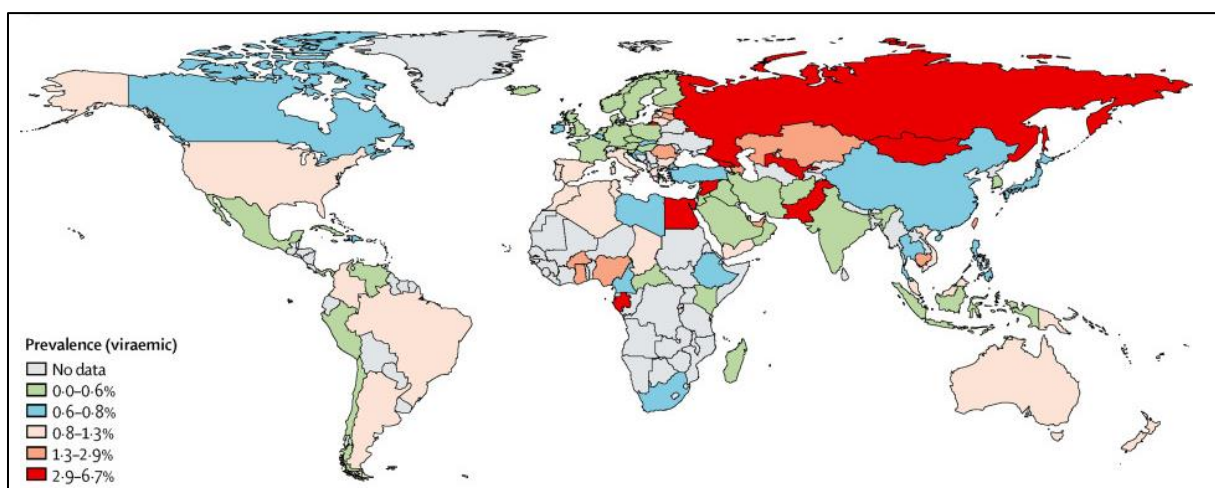 Prevalence (viraemic)
No data
0·0–0·6%
0·6–0·8%
0·8–1·3%
1·3–2·9%
2·9–6·7%